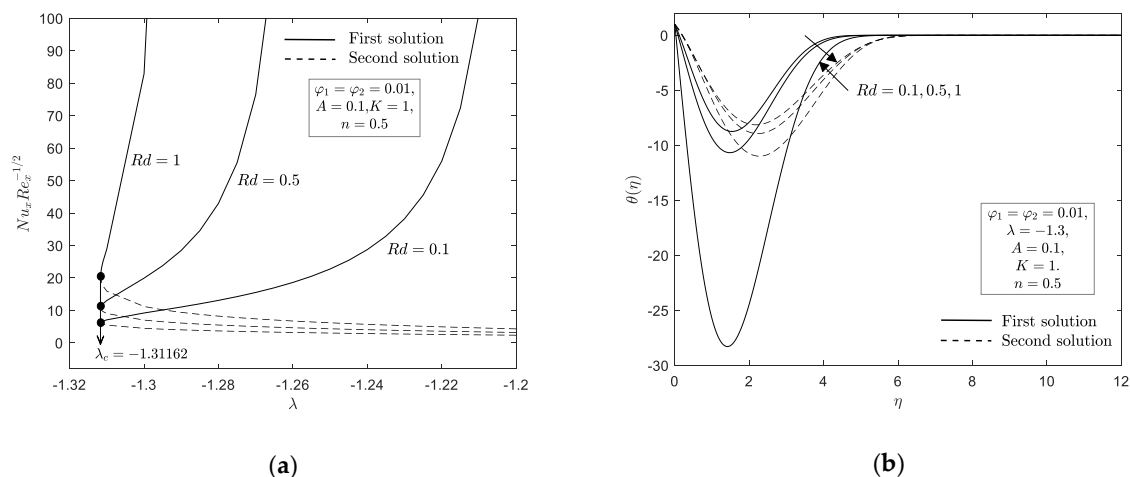 100
90
80
70
60
50
40
30
20
10
0
Nu_x Re_x^{-1/2}
First solution
Second solution
φ₁ = φ₂ = 0.01,
A = 0.1, K = 1,
n = 0.5
Rd = 1
Rd = 0.5
Rd = 0.1
λ_c = −1.31162
-1.32 -1.3 -1.28 -1.26 -1.24 -1.22 -1.2
λ
(a)
0
-5
-10
-15
-20
-25
-30
θ(η)
Rd = 0.1, 0.5, 1
φ₁ = φ₂ = 0.01,
λ = −1.3,
A = 0.1,
K = 1.
n = 0.5
First solution
Second solution
0 2 4 6 8 10 12
η
(b)